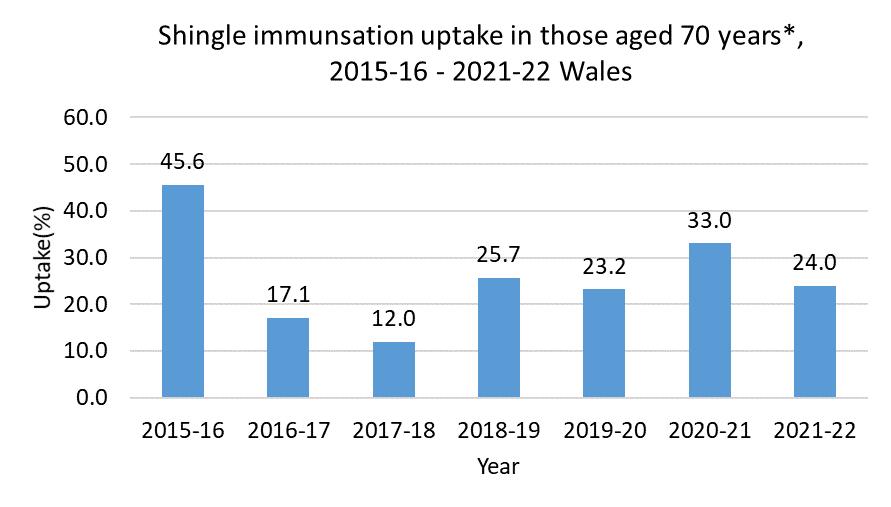 Shingle immunsation uptake in those aged 70 years*,
2015-16 - 2021-22 Wales
60.0
50.0
40.0
30.0
20.0
10.0
0.0
Uptake(%)
45.6
17.1
12.0
25.7
23.2
33.0
24.0
2015-16 2016-17 2017-18 2018-19 2019-20 2020-21 2021-22
Year